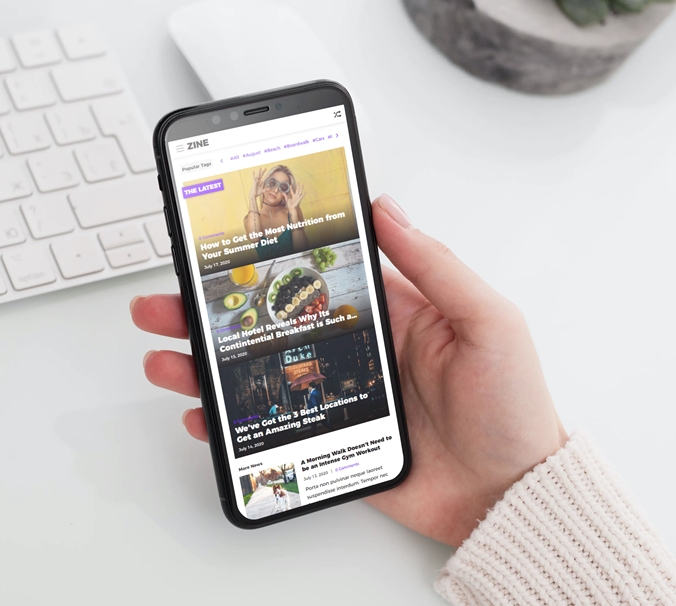 ZINE
Popular Tags
#All #August #Beach #Boardwalk #Cars
THE LATEST
0 Comments
How to Get the Most Nutrition from
Your Summer Diet
July 17, 2020
Local Hotel Reveals Why Its
Contintental Breakfast is Such a...
July 15, 2020
Duke
We've Got the 3 Best Locations to
Get an Amazing Steak
July 14, 2020
More News
A Morning Walk Doesn't Need to
be an Intense Gym Workout
July 13, 2020 | 0 Comments
Porta non pulvinar neque laoreet
suspendisse interdum. Tempor nec